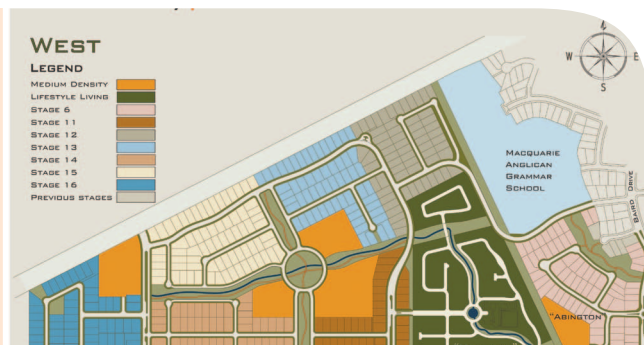 WEST
LEGEND
MEDIUM DENSITY
LIFESTYLE LIVING
STAGE 6
STAGE 11
STAGE 12
STAGE 13
STAGE 14
STAGE 15
STAGE 16
PREVIOUS STAGES
W
E
S
MACQUARIE
ANGLICAN
GRAMMAR
SCHOOL
BAIRD DRIVE
"ABINGTON"